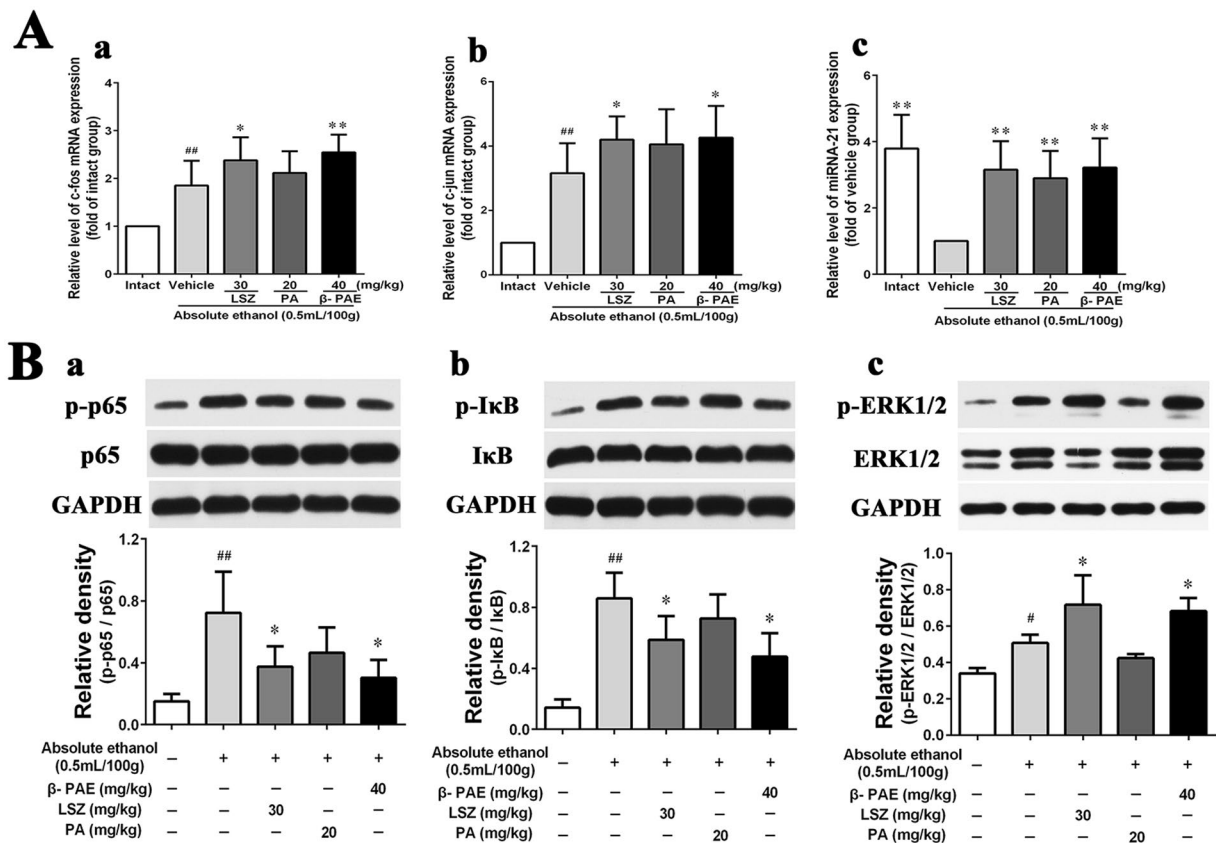 A
a
Relative level of c-fos mRNA expression
(fold of intact group)
4
3
2
1
0
*
**
##
Intact
Vehicle
30
20
40
(mg/kg)
LSZ
PA
β- PAE
Absolute ethanol (0.5mL/100g)
b
Relative level of c-jun mRNA expression
(fold of intact group)
6
4
2
0
##
*
*
Intact
Vehicle
30
20
40
(mg/kg)
LSZ
PA
β- PAE
Absolute ethanol (0.5mL/100g)
c
Relative level of miRNA-21 expression
(fold of vehicle group)
6
4
2
0
**
**
**
**
Intact
Vehicle
30
20
40
(mg/kg)
LSZ
PA
β- PAE
Absolute ethanol (0.5mL/100g)
B
a
p-p65
p65
GAPDH
Relative density
(p-p65 / p65)
1.2
0.8
0.4
0.0
##
*
*
Absolute ethanol
(0.5mL/100g)
– + + + +
β- PAE (mg/kg)
– – – – 40
LSZ (mg/kg)
– – 30 – –
PA (mg/kg)
– – – 20 –
b
p-IκB
IκB
GAPDH
Relative density
(p-IκB / IκB)
1.2
0.8
0.4
0.0
##
*
*
Absolute ethanol
(0.5mL/100g)
– + + + +
β- PAE (mg/kg)
– – – – 40
LSZ (mg/kg)
– – 30 – –
PA (mg/kg)
– – – 20 –
c
p-ERK1/2
ERK1/2
GAPDH
Relative density
(p-ERK1/2 / ERK1/2)
1.0
0.8
0.6
0.4
0.2
0.0
#
*
*
Absolute ethanol
(0.5mL/100g)
– + + + +
β- PAE (mg/kg)
– – – – 40
LSZ (mg/kg)
– – 30 – –
PA (mg/kg)
– – – 20 –